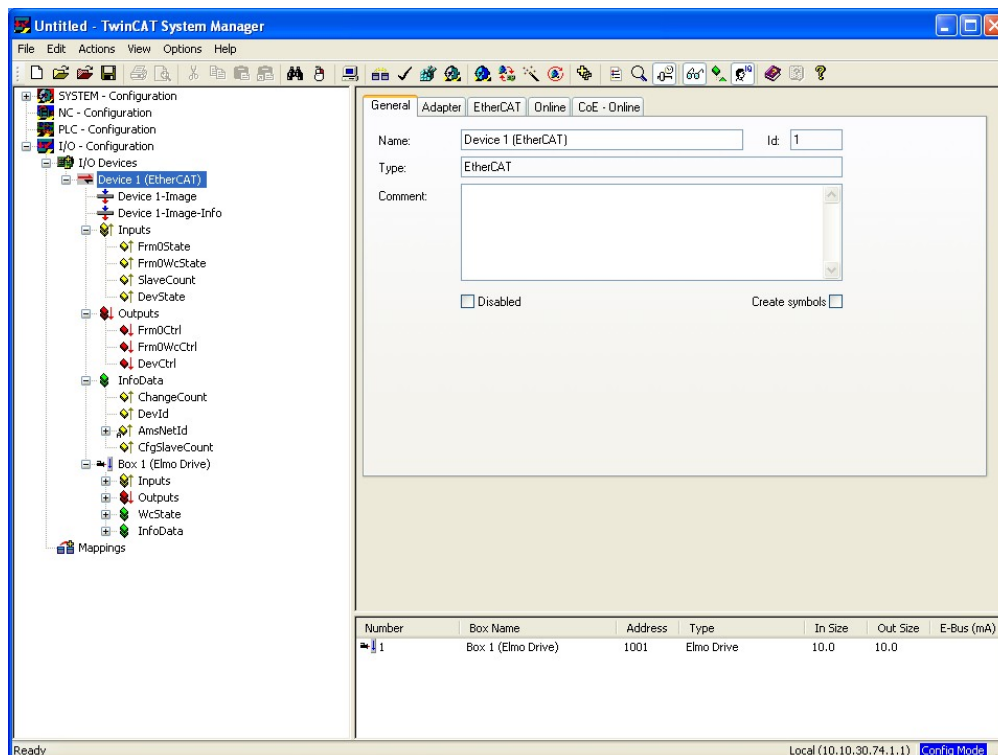 Untitled - TwinCAT System Manager
File Edit Actions View Options Help
SYSTEM - Configuration
NC - Configuration
PLC - Configuration
I/O - Configuration
I/O Devices
Device 1 (EtherCAT)
Device 1-Image
Device 1-Image-Info
Inputs
Frm0State
Frm0WcState
SlaveCount
DevState
Outputs
Frm0Ctrl
Frm0WcCtrl
DevCtrl
InfoData
ChangeCount
DevId
AmsNetId
CfgSlaveCount
Box 1 (Elmo Drive)
Inputs
Outputs
WcState
InfoData
Mappings
General Adapter EtherCAT Online CoE - Online
Name: Device 1 (EtherCAT) Id: 1
Type: EtherCAT
Comment:
Disabled Create symbols
Number Box Name Address Type In Size Out Size E-Bus (mA)
1 Box 1 (Elmo Drive) 1001 Elmo Drive 10.0 10.0
Ready Local (10.10.30.74.1.1) Config Mode